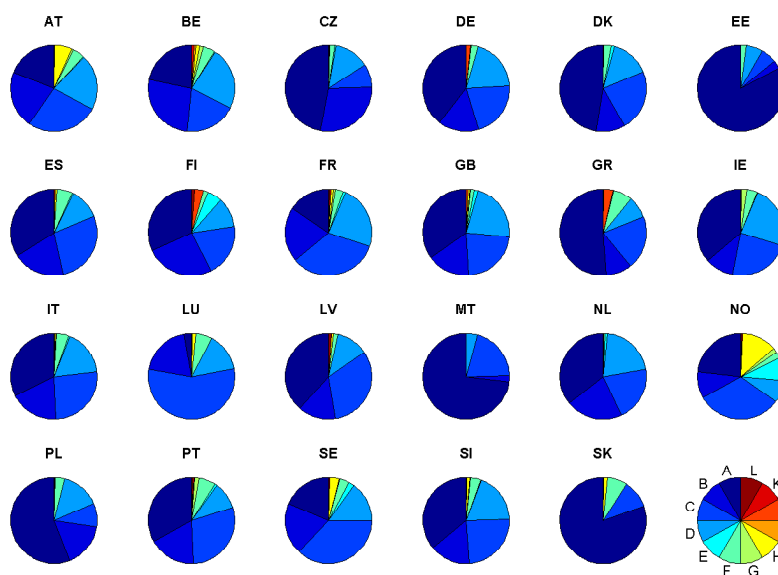 AT BE CZ DE DK EE
ES FI FR GB GR IE
IT LU LV MT NL NO
PL PT SE SI SK
A L
B K
C
D
E H
F G